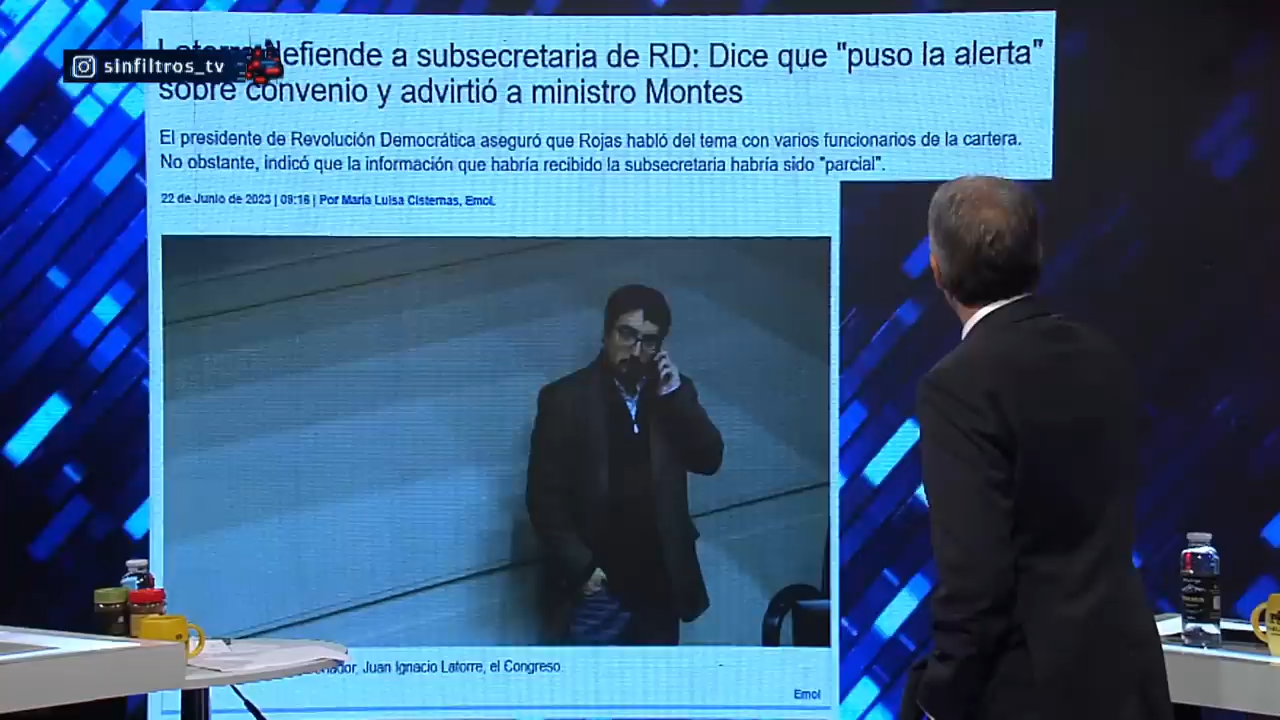 sinfiltros_tv
Latorre defiende a subsecretaria de RD: Dice que "puso la alerta"
sobre convenio y advirtió a ministro Montes
El presidente de Revolución Democrática aseguró que Rojas habló del tema con varios funcionarios de la cartera.
No obstante, indicó que la información que habría recibido la subsecretaria habría sido "parcial".
22 de Junio de 2023 | 09:16 | Por María Luisa Cisternas, Emol.
Juan Ignacio Latorre, el Congreso.
Emol